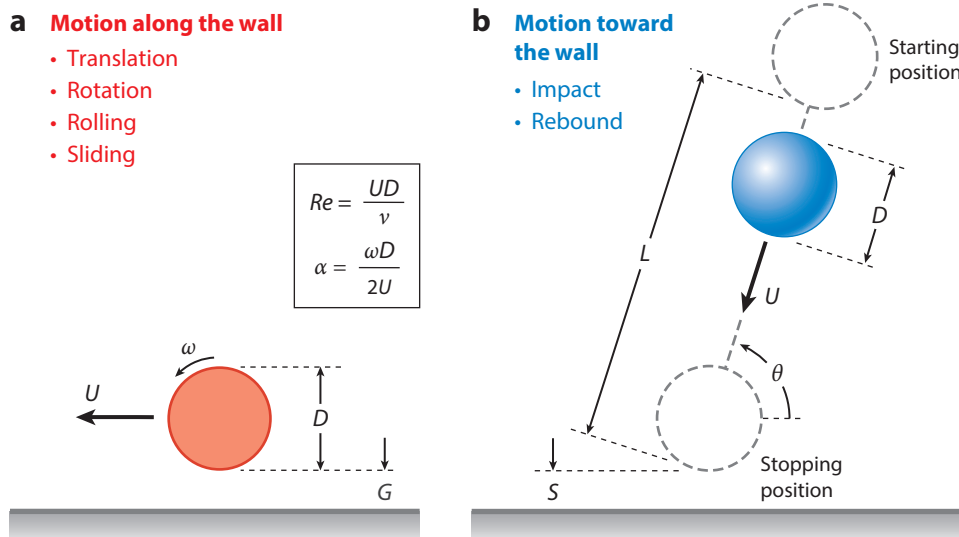 a Motion along the wall
• Translation
• Rotation
• Rolling
• Sliding
Re = UD / ν
α = ωD / 2U
ω
U
D
G
b Motion toward
the wall
• Impact
• Rebound
Starting
position
D
L
U
θ
S
Stopping
position